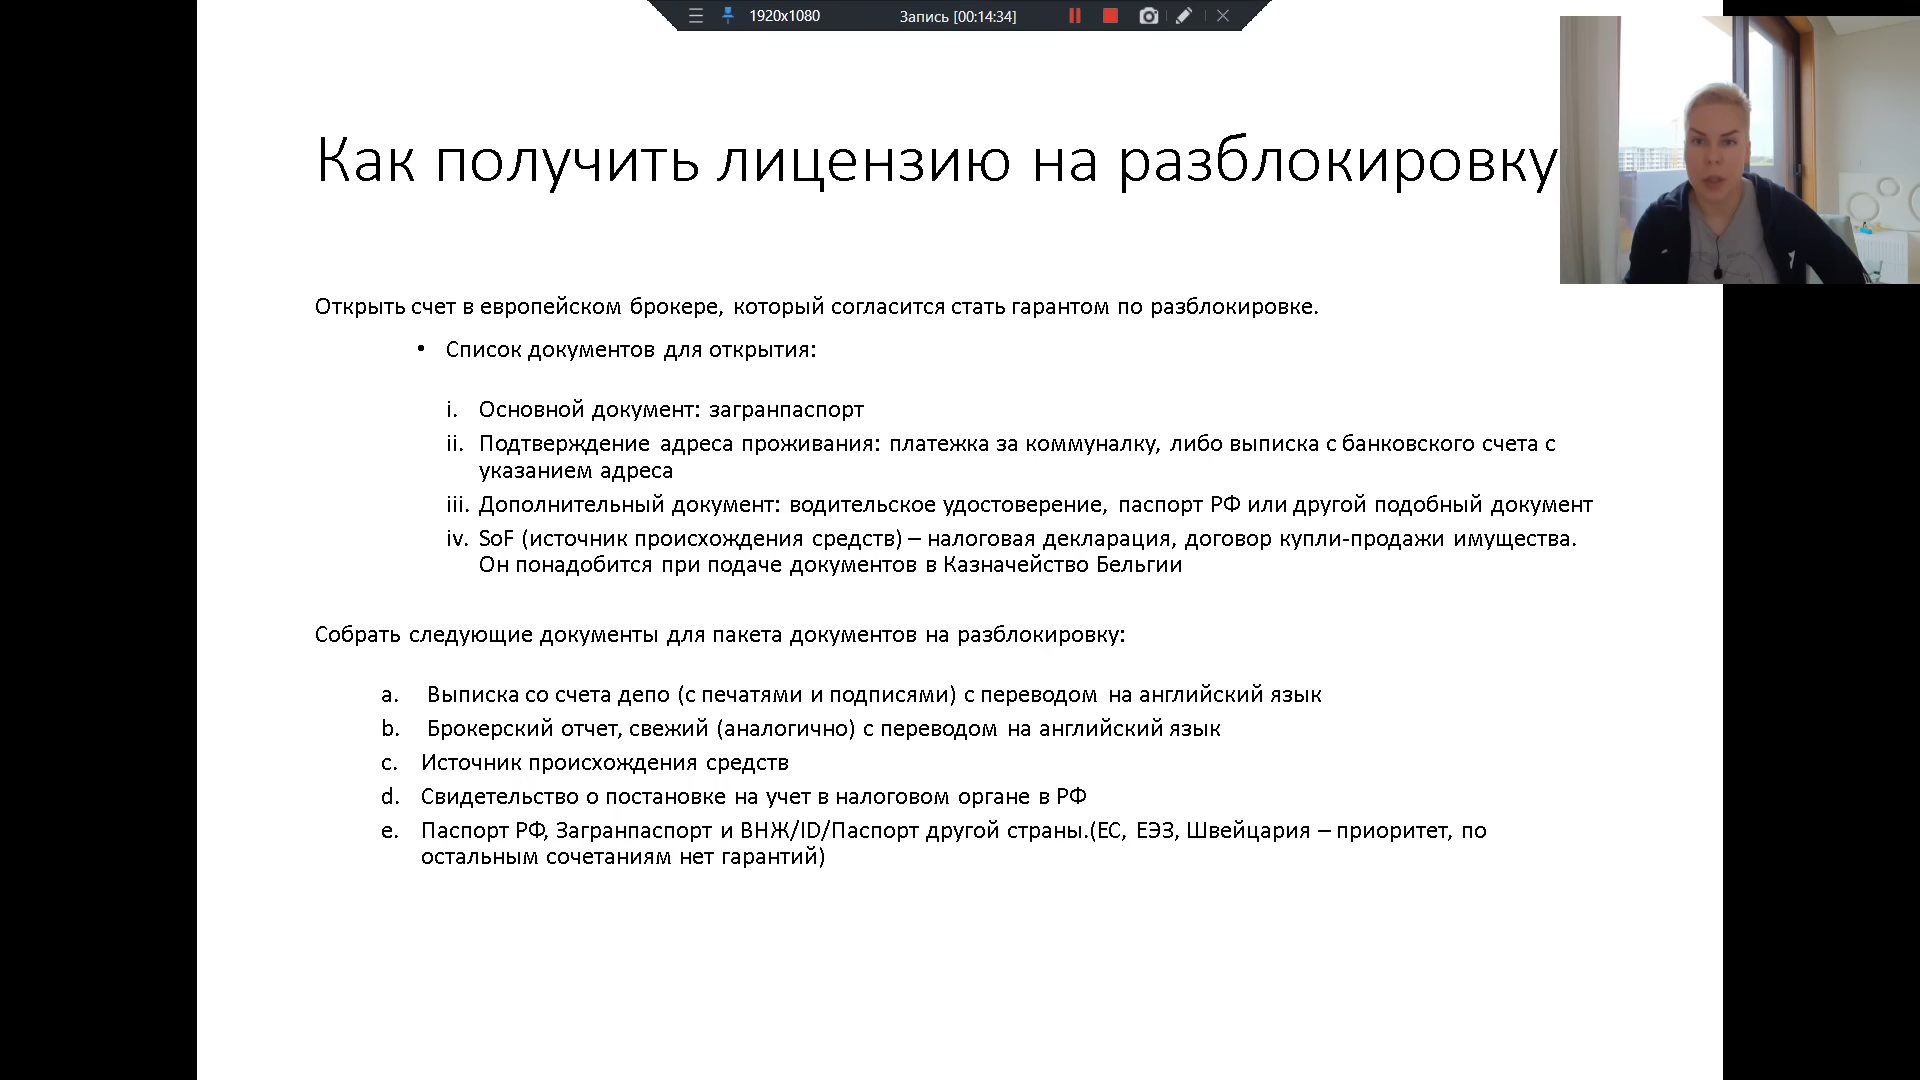 1920x1080
Запись [00:14:34]
Как получить лицензию на разблокировку
Открыть счет в европейском брокере, который согласится стать гарантом по разблокировке.
• Список документов для открытия:
i. Основной документ: загранпаспорт
ii. Подтверждение адреса проживания: платежка за коммуналку, либо выписка с банковского счета с
указанием адреса
iii. Дополнительный документ: водительское удостоверение, паспорт РФ или другой подобный документ
iv. SoF (источник происхождения средств) – налоговая декларация, договор купли-продажи имущества.
Он понадобится при подаче документов в Казначейство Бельгии
Собрать следующие документы для пакета документов на разблокировку:
a. Выписка со счета депо (с печатями и подписями) с переводом на английский язык
b. Брокерский отчет, свежий (аналогично) с переводом на английский язык
c. Источник происхождения средств
d. Свидетельство о постановке на учет в налоговом органе в РФ
e. Паспорт РФ, Загранпаспорт и ВНЖ/ID/Паспорт другой страны.(ЕС, ЕЭЗ, Швейцария – приоритет, по
остальным сочетаниям нет гарантий)